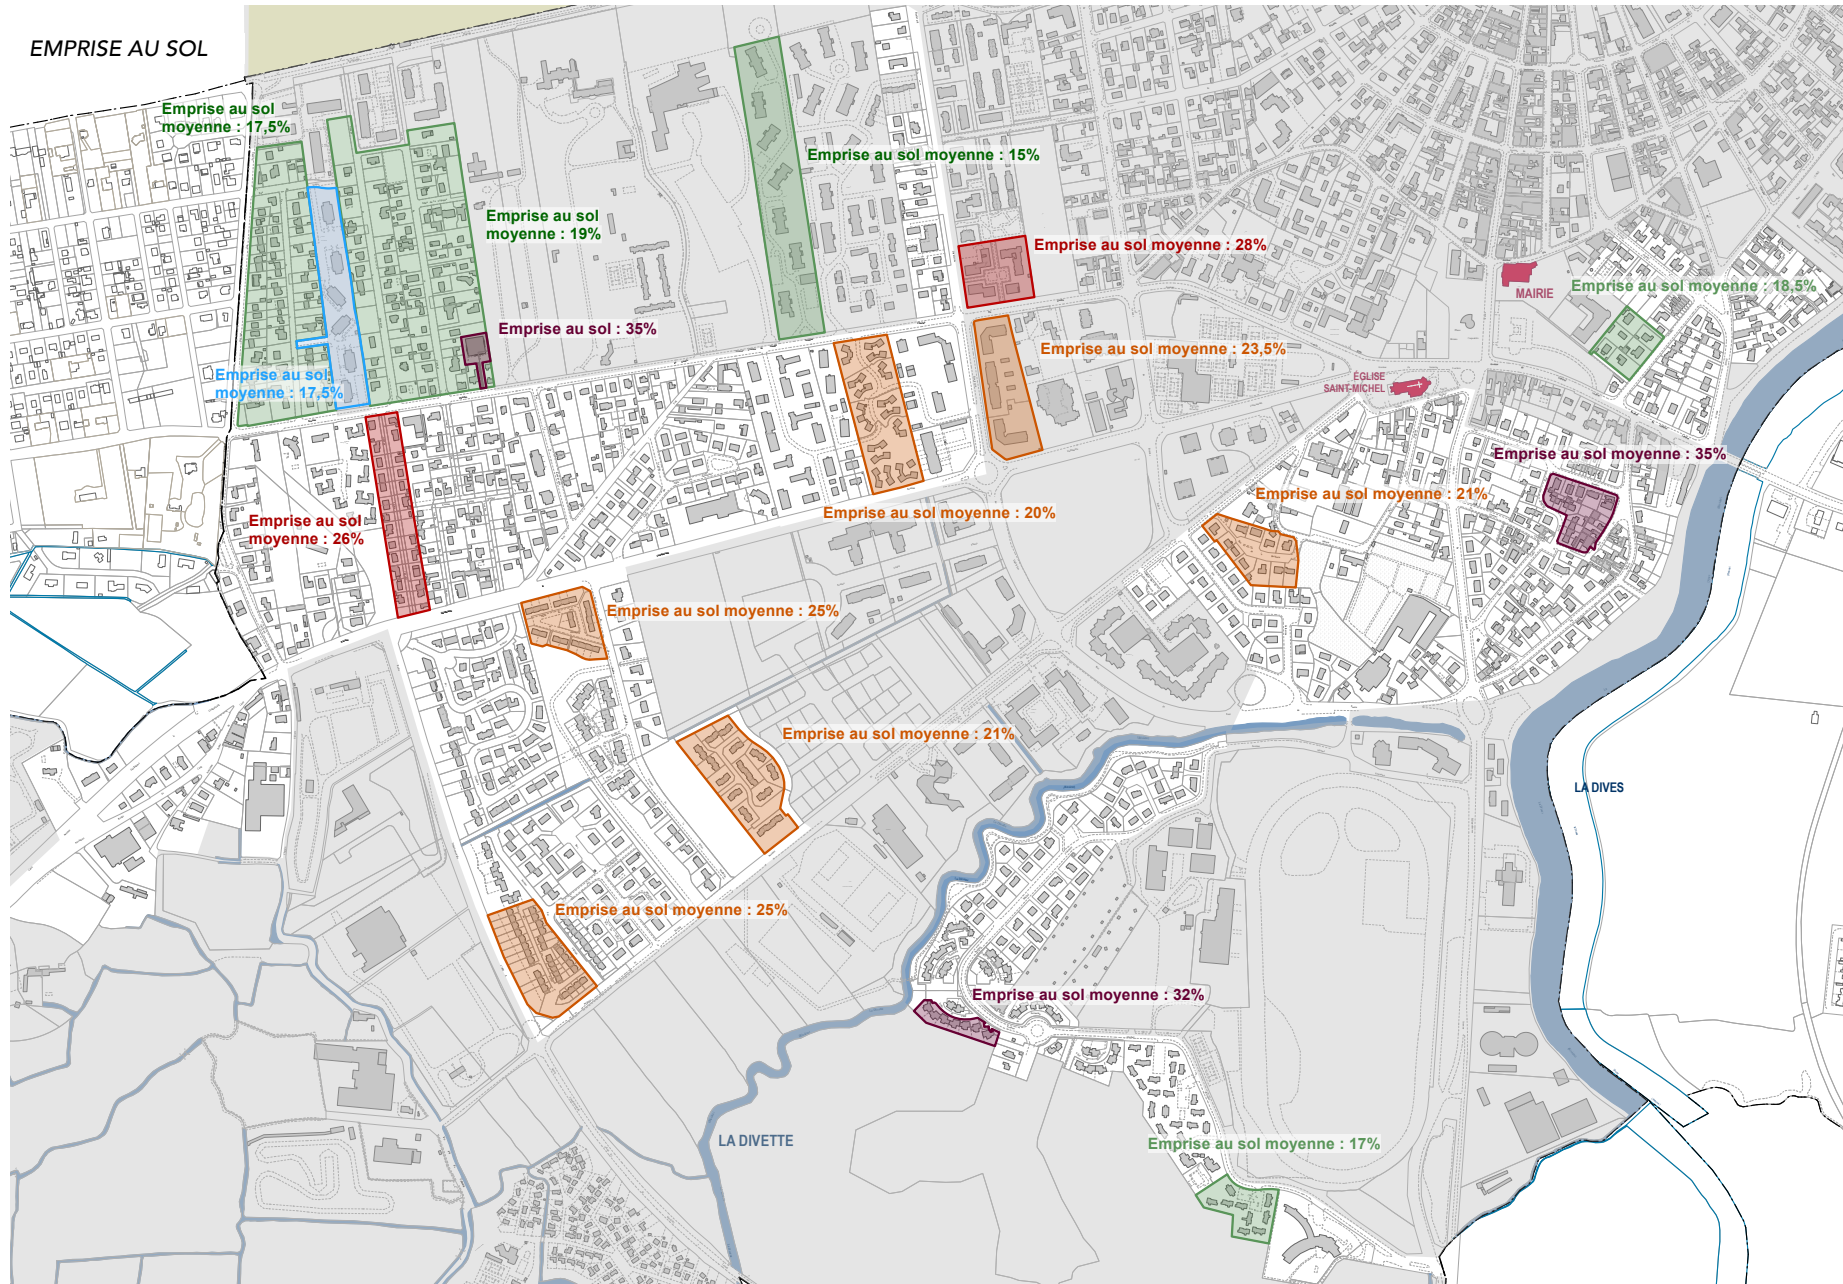 EMPRISE AU SOL
Emprise au sol
moyenne : 17,5%
Emprise au sol moyenne : 15%
Emprise au sol
moyenne : 19%
Emprise au sol moyenne : 28%
MAIRIE
Emprise au sol moyenne : 18,5%
Emprise au sol : 35%
Emprise au sol moyenne : 23,5%
Emprise au sol
moyenne : 17,5%
ÉGLISE
SAINT-MICHEL
Emprise au sol moyenne : 35%
Emprise au sol moyenne : 21%
Emprise au sol moyenne : 20%
Emprise au sol
moyenne : 26%
Emprise au sol moyenne : 25%
Emprise au sol moyenne : 21%
LA DIVES
Emprise au sol moyenne : 25%
Emprise au sol moyenne : 32%
LA DIVETTE
Emprise au sol moyenne : 17%